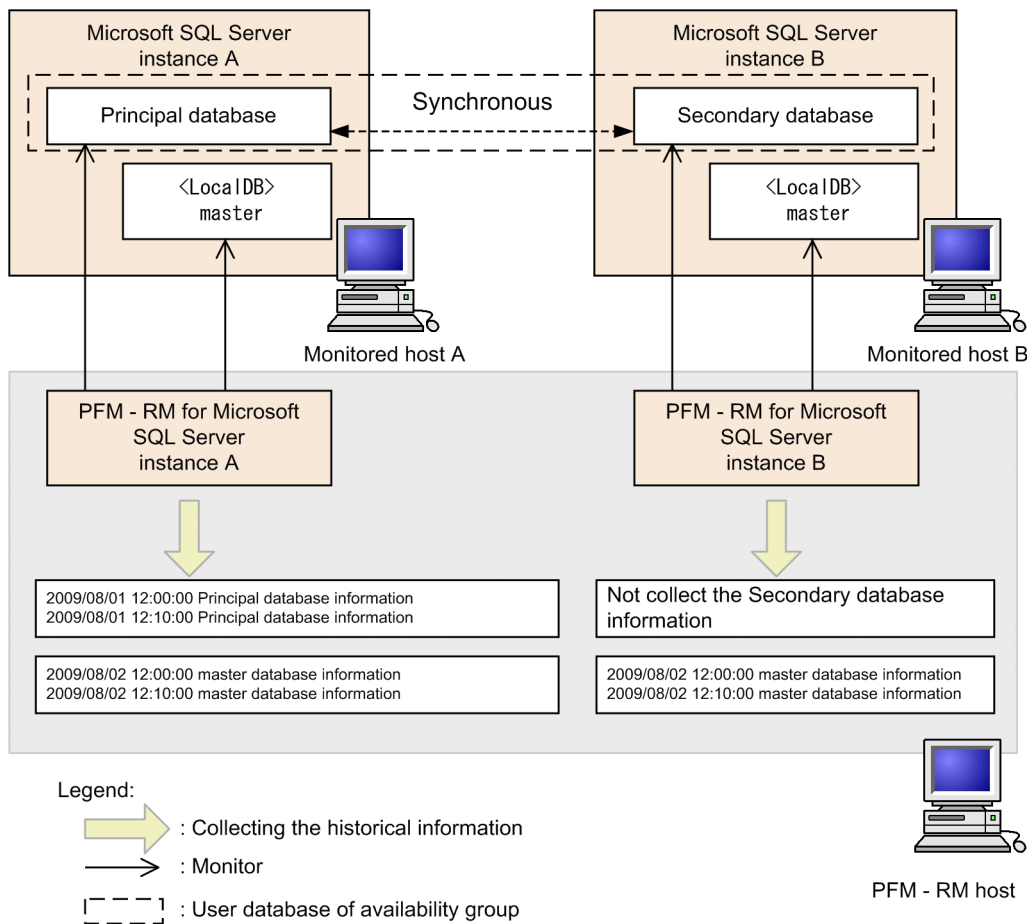 Microsoft SQL Server
instance A
Microsoft SQL Server
instance B
Principal database
Synchronous
Secondary database
<LocalDB>
master
<LocalDB>
master
Monitored host A
Monitored host B
PFM - RM for Microsoft
SQL Server
instance A
PFM - RM for Microsoft
SQL Server
instance B
2009/08/01 12:00:00 Principal database information
2009/08/01 12:10:00 Principal database information
Not collect the Secondary database
information
2009/08/02 12:00:00 master database information
2009/08/02 12:10:00 master database information
2009/08/02 12:00:00 master database information
2009/08/02 12:10:00 master database information
PFM - RM host
Legend:
: Collecting the historical information
: Monitor
: User database of availability group